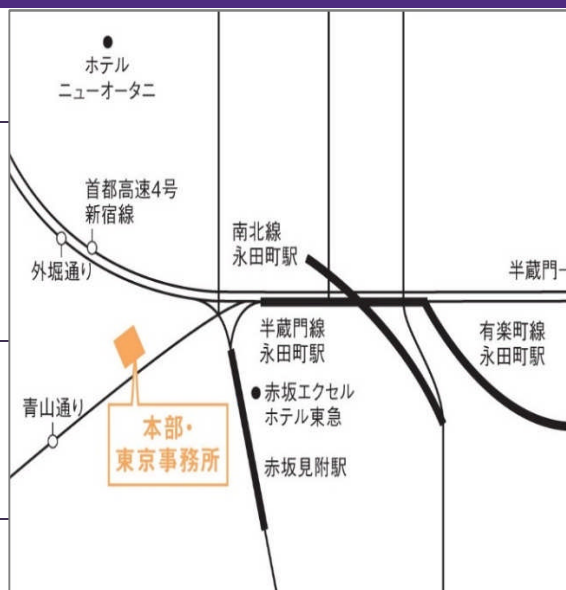 ホテル
ニューオータニ
首都高速4号
新宿線
外堀通り
南北線
永田町駅
半蔵門
半蔵門線
永田町駅
有楽町線
永田町駅
赤坂エクセル
ホテル東急
青山通り
本部・
東京事務所
赤坂見附駅